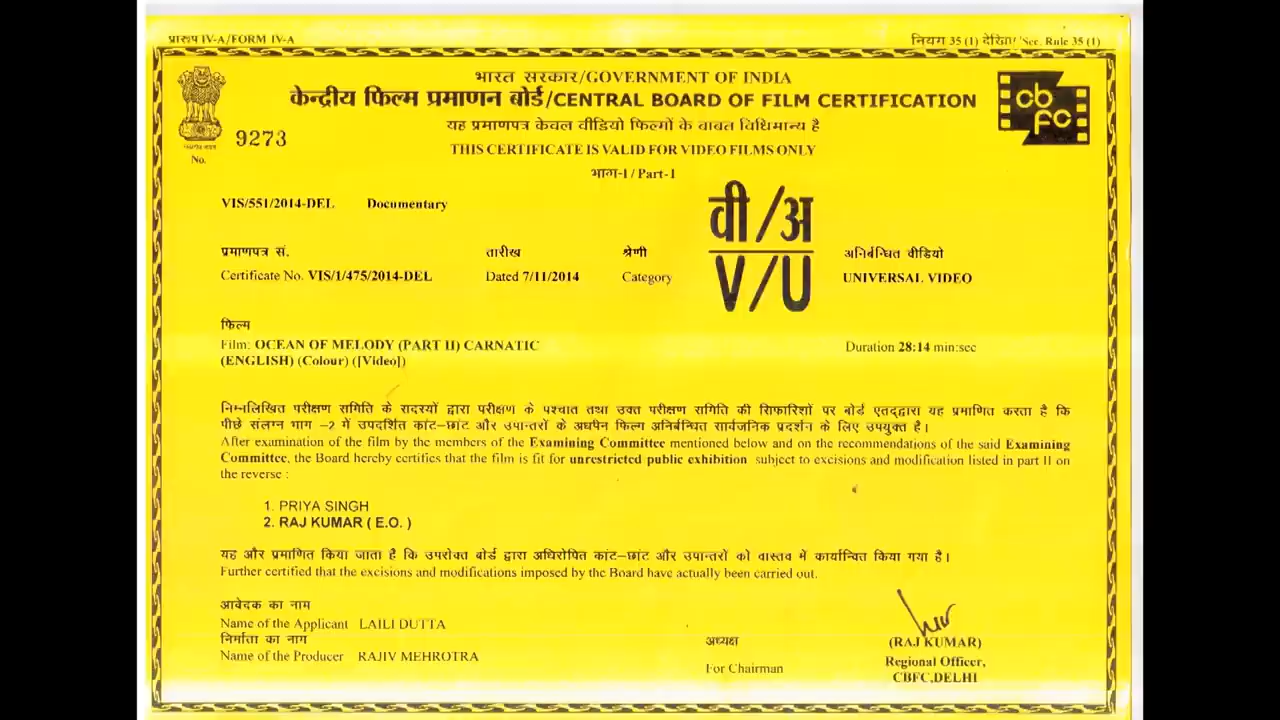 प्रारूप IV-A/FORM IV-A
नियम 35 (1) देखिए/ Sec. Rule 35 (1)
भारत सरकार/GOVERNMENT OF INDIA
केन्द्रीय फिल्म प्रमाणन बोर्ड/CENTRAL BOARD OF FILM CERTIFICATION
cb
fc
यह प्रमाणपत्र केवल वीडियो फिल्मों के बाबत विधिमान्य है
No. 9273
THIS CERTIFICATE IS VALID FOR VIDEO FILMS ONLY
भाग-I / Part-I
VIS/551/2014-DEL Documentary
वी/अ
V/U
प्रमाणपत्र सं. तारीख श्रेणी अनिर्बन्धित वीडियो
Certificate No. VIS/1/475/2014-DEL Dated 7/11/2014 Category UNIVERSAL VIDEO
फिल्म
Film: OCEAN OF MELODY (PART II) CARNATIC Duration 28:14 min:sec
(ENGLISH) (Colour) ([Video])
निम्नलिखित परीक्षण समिति के सदस्यों द्वारा परीक्षण के पश्चात तथा उक्त परीक्षण समिति की सिफारिशों पर बोर्ड एतद्द्वारा यह प्रमाणित करता है कि
पीछे संलग्न भाग -2 में उपदर्शित कांट-छांट और उपान्तरों के अधीन फिल्म अनिर्बन्धित सार्वजनिक प्रदर्शन के लिए उपयुक्त है।
After examination of the film by the members of the Examining Committee mentioned below and on the recommendations of the said Examining
Committee, the Board hereby certifies that the film is fit for unrestricted public exhibition subject to excisions and modification listed in part II on
the reverse :
1. PRIYA SINGH
2. RAJ KUMAR ( E.O. )
यह और प्रमाणित किया जाता है कि उपरोक्त बोर्ड द्वारा अधिरोपित कांट-छांट और उपान्तरों को वास्तव में कार्यान्वित किया गया है।
Further certified that the excisions and modifications imposed by the Board have actually been carried out.
आवेदक का नाम
Name of the Applicant LAILI DUTTA
निर्माता का नाम
Name of the Producer RAJIV MEHROTRA
अध्यक्ष
For Chairman
(RAJ KUMAR)
Regional Officer,
CBFC,DELHI